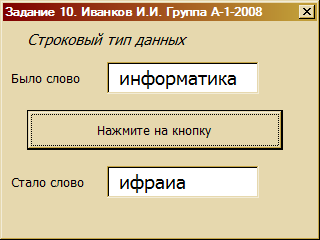 Задание 10. Иванков И.И. Группа А-1-2008
Строковый тип данных
Было слово информатика
Нажмите на кнопку
Стало слово ифраиа